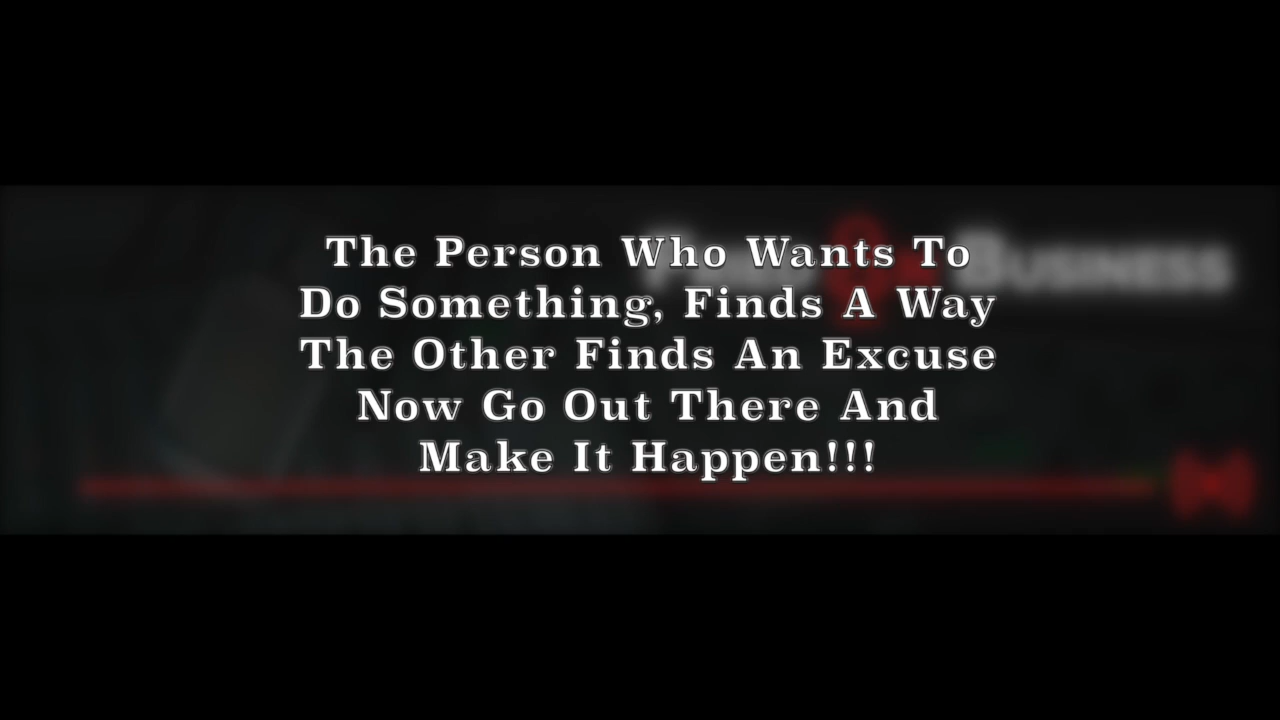 The Person Who Wants To
Do Something, Finds A Way
The Other Finds An Excuse
Now Go Out There And
Make It Happen!!!
BUSINESS